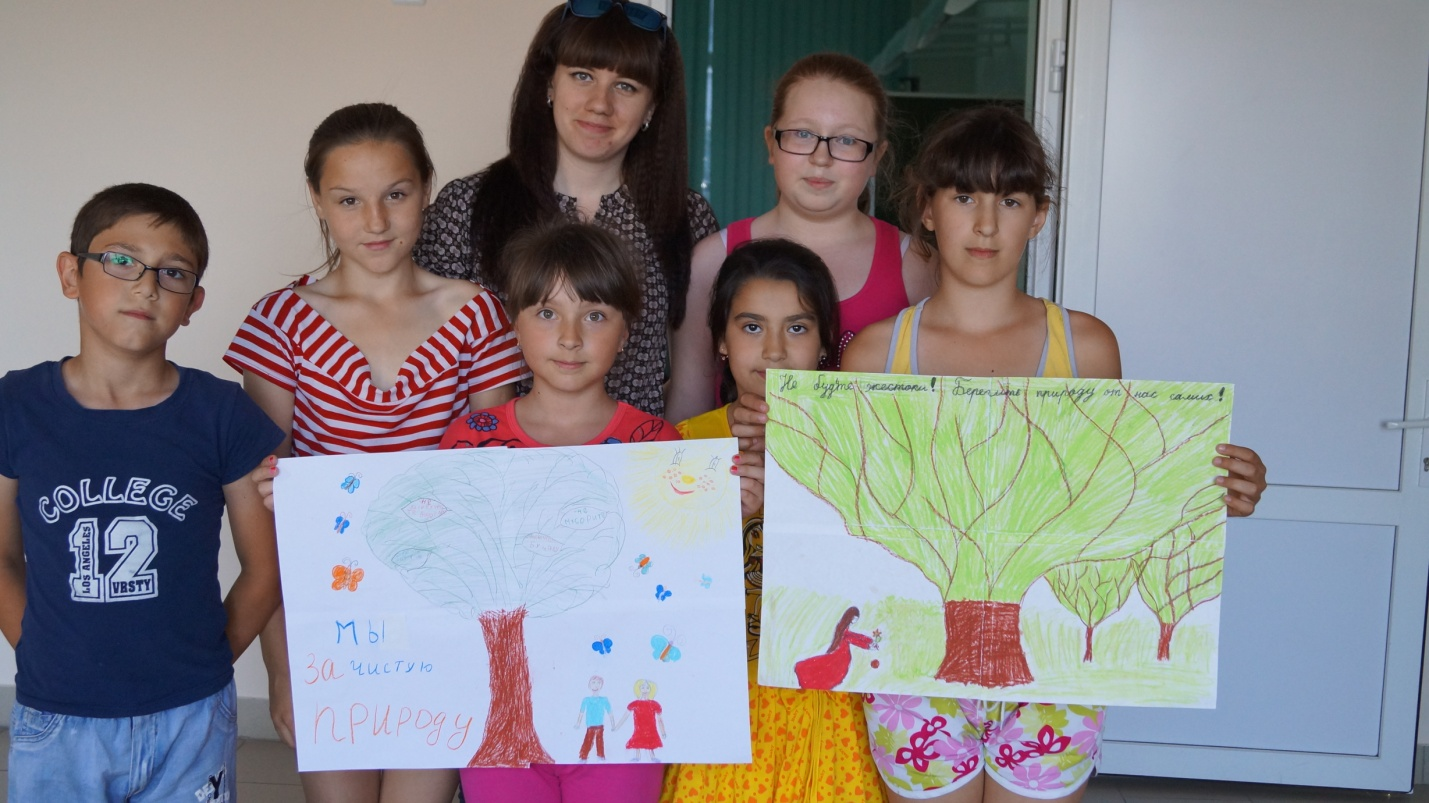 COLLEGE
LOS ANGELES
12
VRSTY
МЫ
ЗА чистую
природу
Не будьте жестоки! Берегите природу от нас самих!